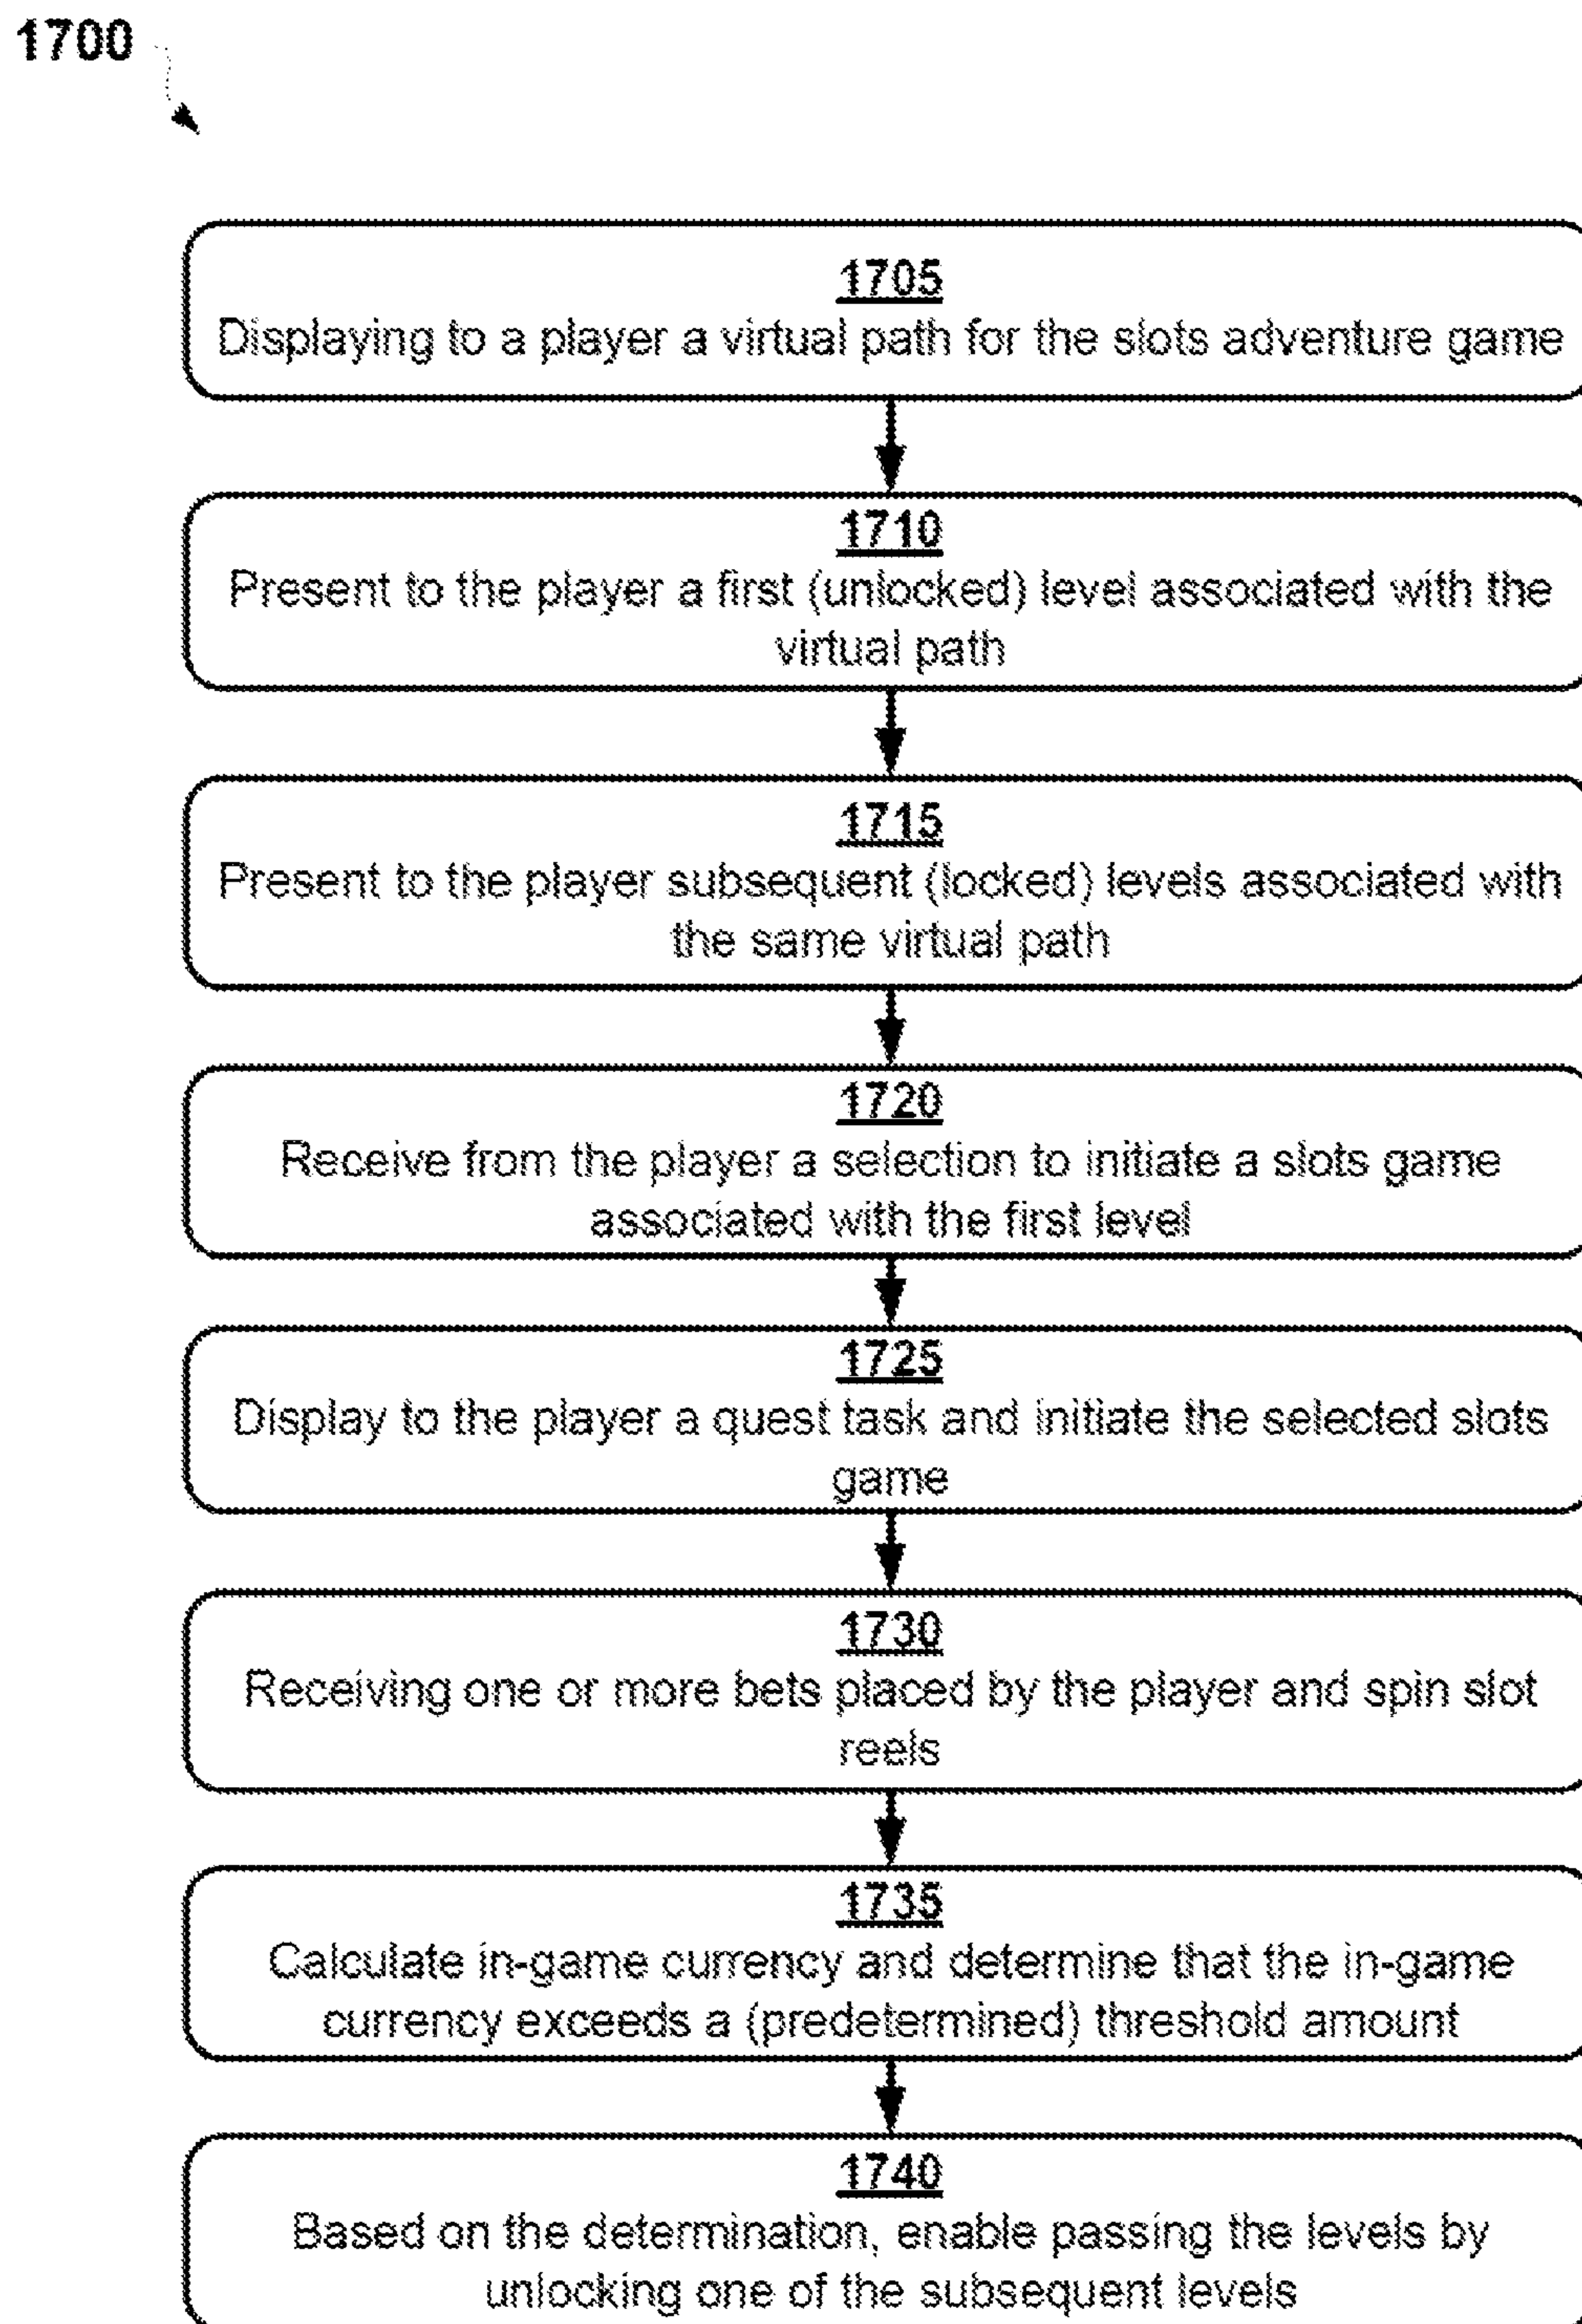 1700
1705
Displaying to a player a virtual path for the slots adventure game
1710
Present to the player a first (unlocked) level associated with the
virtual path
1715
Present to the player subsequent (locked) levels associated with
the same virtual path
1720
Receive from the player a selection to initiate a slots game
associated with the first level
1725
Display to the player a quest task and initiate the selected slots
game
1730
Receiving one or more bets placed by the player and spin slot
reels
1735
Calculate in-game currency and determine that the in-game
currency exceeds a (predetermined) threshold amount
1740
Based on the determination, enable passing the levels by
unlocking one of the subsequent levels